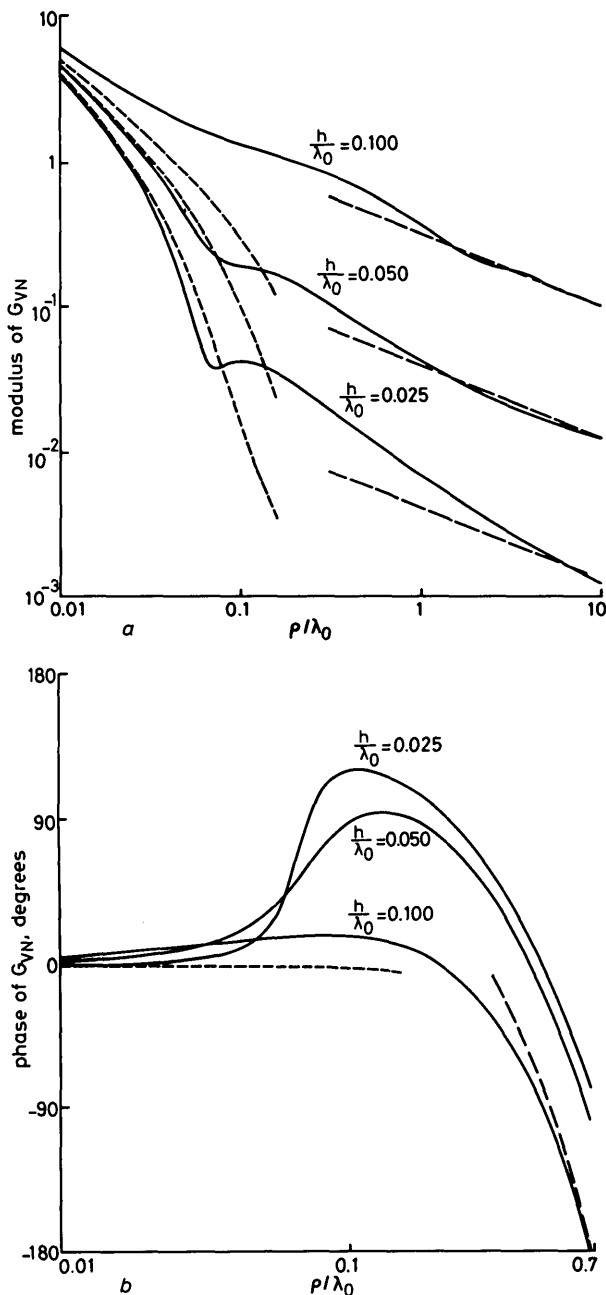 10
h/λ₀ = 0.100
1
h/λ₀ = 0.050
10⁻¹
h/λ₀ = 0.025
10⁻²
10⁻³
modulus of G_VN
0.01 0.1 1 10
a ρ/λ₀
180
h/λ₀ = 0.025
90
h/λ₀ = 0.050
h/λ₀ = 0.100
0
-90
-180
phase of G_VN, degrees
0.01 0.1 0.7
b ρ/λ₀